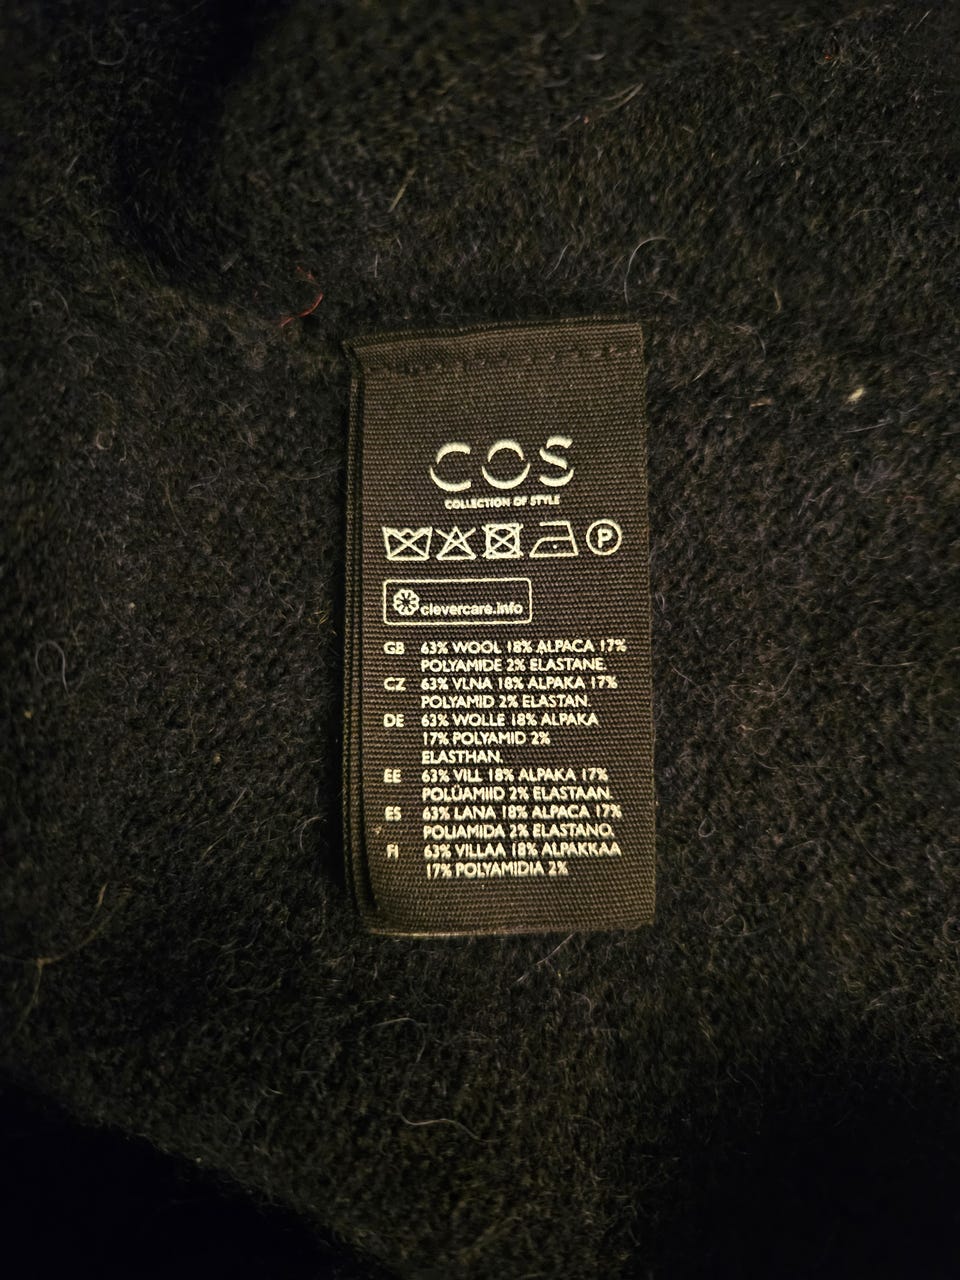 COS
COLLECTION OF STYLE
P
clevercare.info
GB 63% WOOL 18% ALPACA 17%
POLYAMIDE 2% ELASTANE.
CZ 63% VLNA 18% ALPAKA 17%
POLYAMID 2% ELASTAN.
DE 63% WOLLE 18% ALPAKA
17% POLYAMID 2%
ELASTHAN.
EE 63% VILL 18% ALPAKA 17%
POLÜAMIID 2% ELASTAAN.
ES 63% LANA 18% ALPACA 17%
POLIAMIDA 2% ELASTANO.
FI 63% VILLAA 18% ALPAKKAA
17% POLYAMIDIA 2%